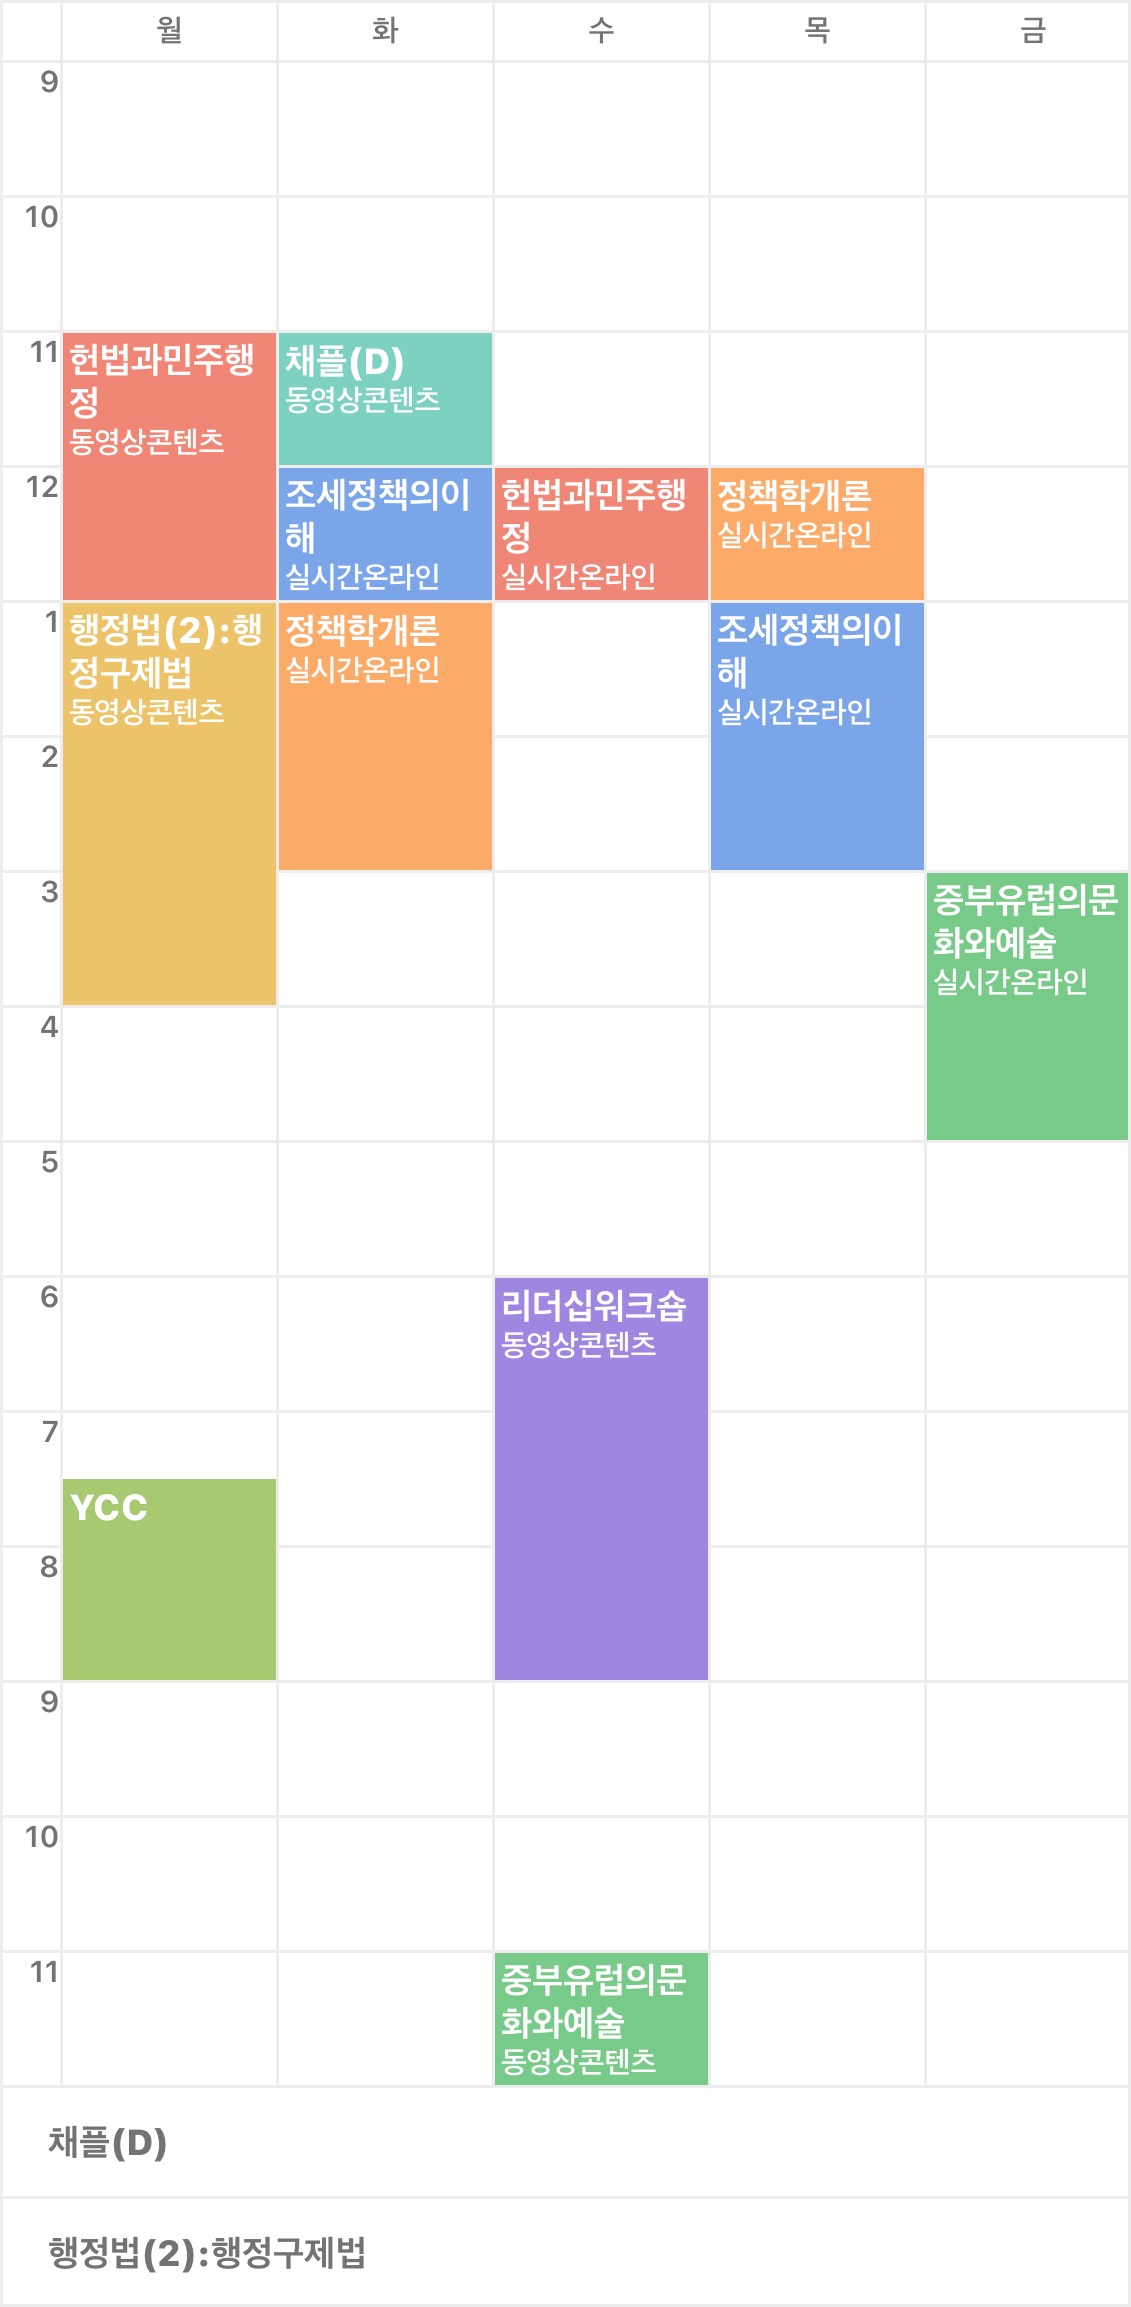 월 화 수 목 금
9
10
11
헌법과민주행
정
동영상콘텐츠
채플(D)
동영상콘텐츠
12
조세정책의이
해
실시간온라인
헌법과민주행
정
실시간온라인
정책학개론
실시간온라인
1
행정법(2):행
정구제법
동영상콘텐츠
정책학개론
실시간온라인
조세정책의이
해
실시간온라인
2
3
중부유럽의문
화와예술
실시간온라인
4
5
6
리더십워크숍
동영상콘텐츠
7
YCC
8
9
10
11
중부유럽의문
화와예술
동영상콘텐츠
채플(D)
행정법(2):행정구제법